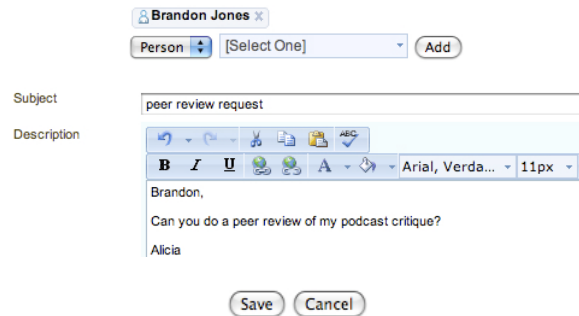 Brandon Jones x
Person [Select One] Add
Subject peer review request
Description
ABC
B I U A Arial, Verda... 11px
Brandon,
Can you do a peer review of my podcast critique?
Alicia
Save Cancel